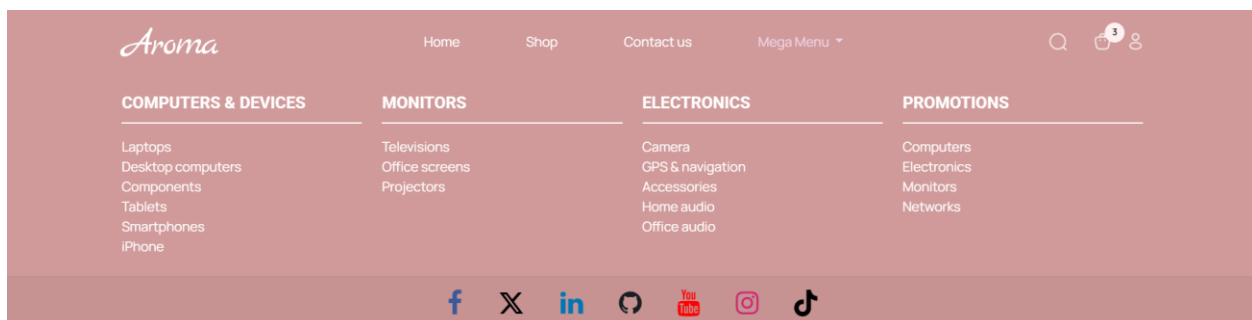 Aroma
Home Shop Contact us Mega Menu
3
COMPUTERS & DEVICES
Laptops
Desktop computers
Components
Tablets
Smartphones
iPhone
MONITORS
Televisions
Office screens
Projectors
ELECTRONICS
Camera
GPS & navigation
Accessories
Home audio
Office audio
PROMOTIONS
Computers
Electronics
Monitors
Networks
f X in You
Tube